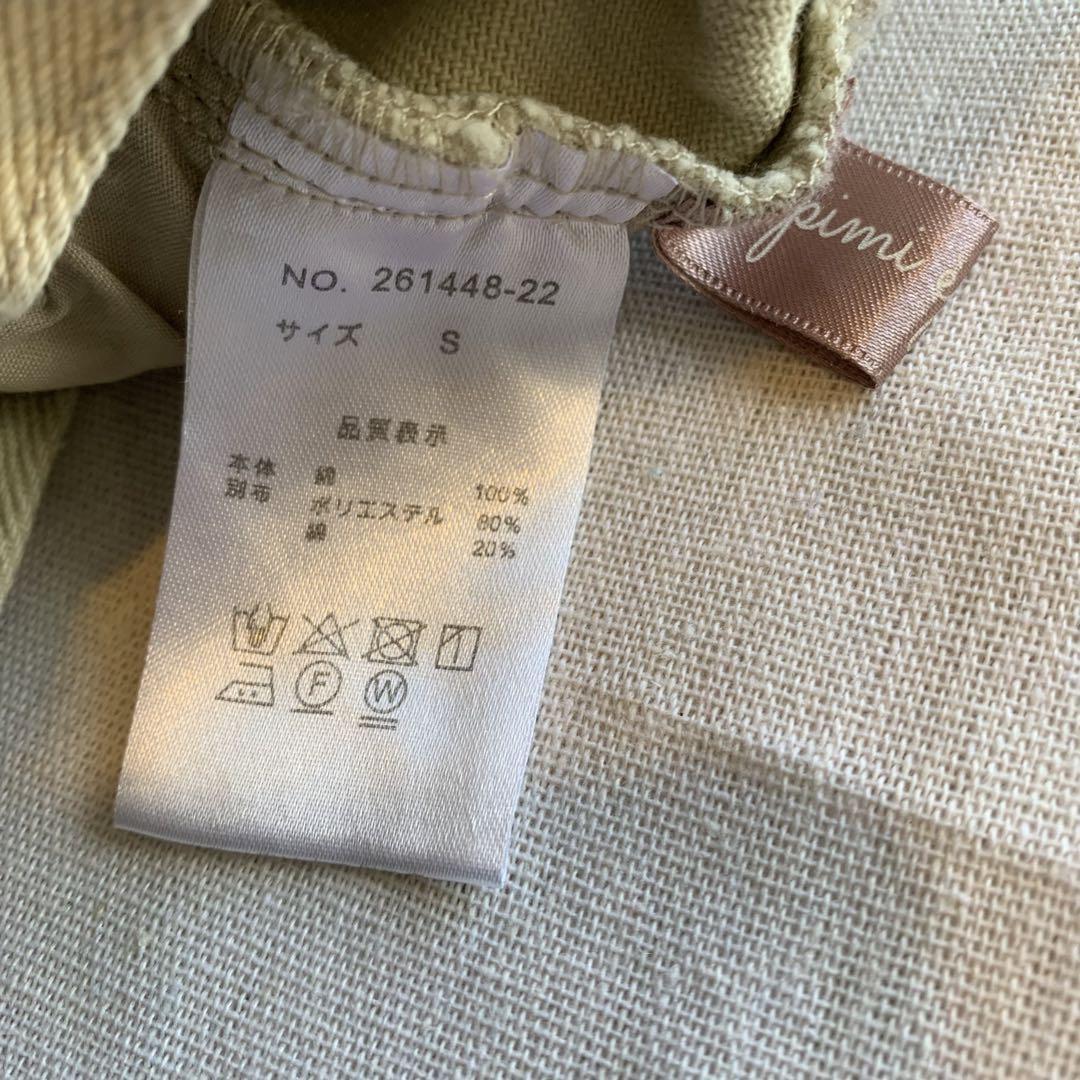 NO. 261448-22
サイズ S
品質表示
本体 綿 100%
別布 ポリエステル 80%
綿 20%
F W
pimi